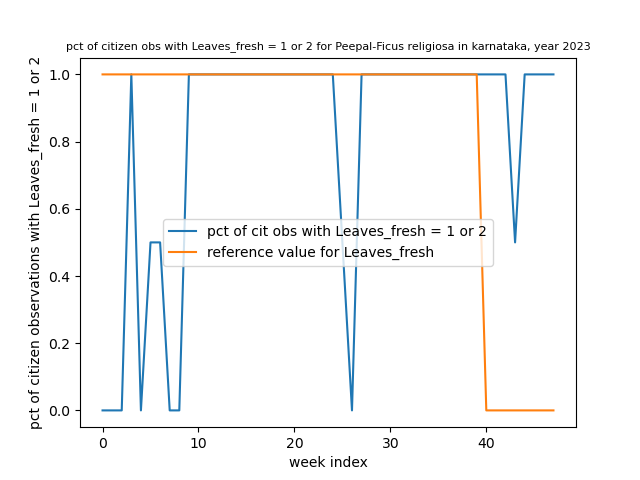 pct of citizen obs with Leaves_fresh = 1 or 2 for Peepal-Ficus religiosa in karnataka, year 2023
pct of citizen observations with Leaves_fresh = 1 or 2
1.0
0.8
0.6
0.4
0.2
0.0
pct of cit obs with Leaves_fresh = 1 or 2
reference value for Leaves_fresh
0 10 20 30 40
week index